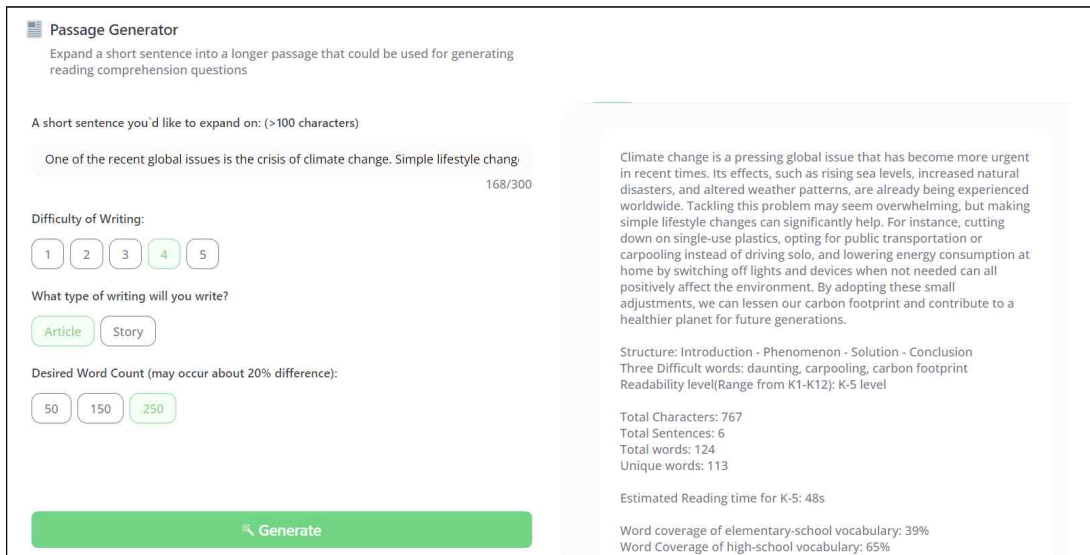 Passage Generator
Expand a short sentence into a longer passage that could be used for generating
reading comprehension questions
A short sentence you`d like to expand on: (>100 characters)
One of the recent global issues is the crisis of climate change. Simple lifestyle chang
168/300
Difficulty of Writing:
1 2 3 4 5
What type of writing will you write?
Article Story
Desired Word Count (may occur about 20% difference):
50 150 250
Generate
Climate change is a pressing global issue that has become more urgent
in recent times. Its effects, such as rising sea levels, increased natural
disasters, and altered weather patterns, are already being experienced
worldwide. Tackling this problem may seem overwhelming, but making
simple lifestyle changes can significantly help. For instance, cutting
down on single-use plastics, opting for public transportation or
carpooling instead of driving solo, and lowering energy consumption at
home by switching off lights and devices when not needed can all
positively affect the environment. By adopting these small
adjustments, we can lessen our carbon footprint and contribute to a
healthier planet for future generations.
Structure: Introduction - Phenomenon - Solution - Conclusion
Three Difficult words: daunting, carpooling, carbon footprint
Readability level(Range from K1-K12): K-5 level
Total Characters: 767
Total Sentences: 6
Total words: 124
Unique words: 113
Estimated Reading time for K-5: 48s
Word coverage of elementary-school vocabulary: 39%
Word Coverage of high-school vocabulary: 65%